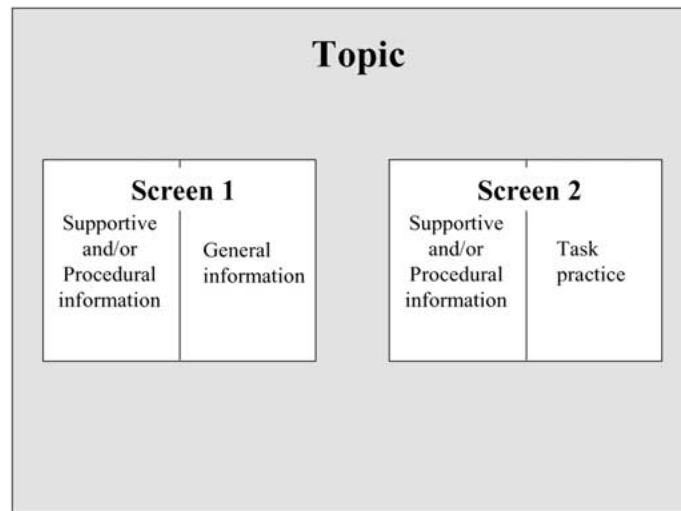 Topic
Screen 1
Supportive
and/or
Procedural
information
General
information
Screen 2
Supportive
and/or
Procedural
information
Task
practice